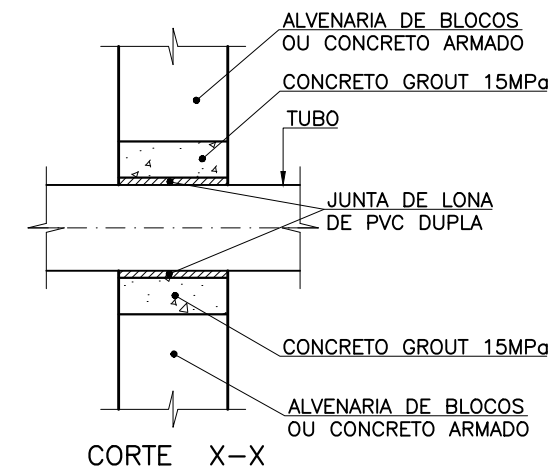 ALVENARIA DE BLOCOS
OU CONCRETO ARMADO
CONCRETO GROUT 15MPa
TUBO
JUNTA DE LONA
DE PVC DUPLA
CONCRETO GROUT 15MPa
ALVENARIA DE BLOCOS
OU CONCRETO ARMADO
CORTE X-X